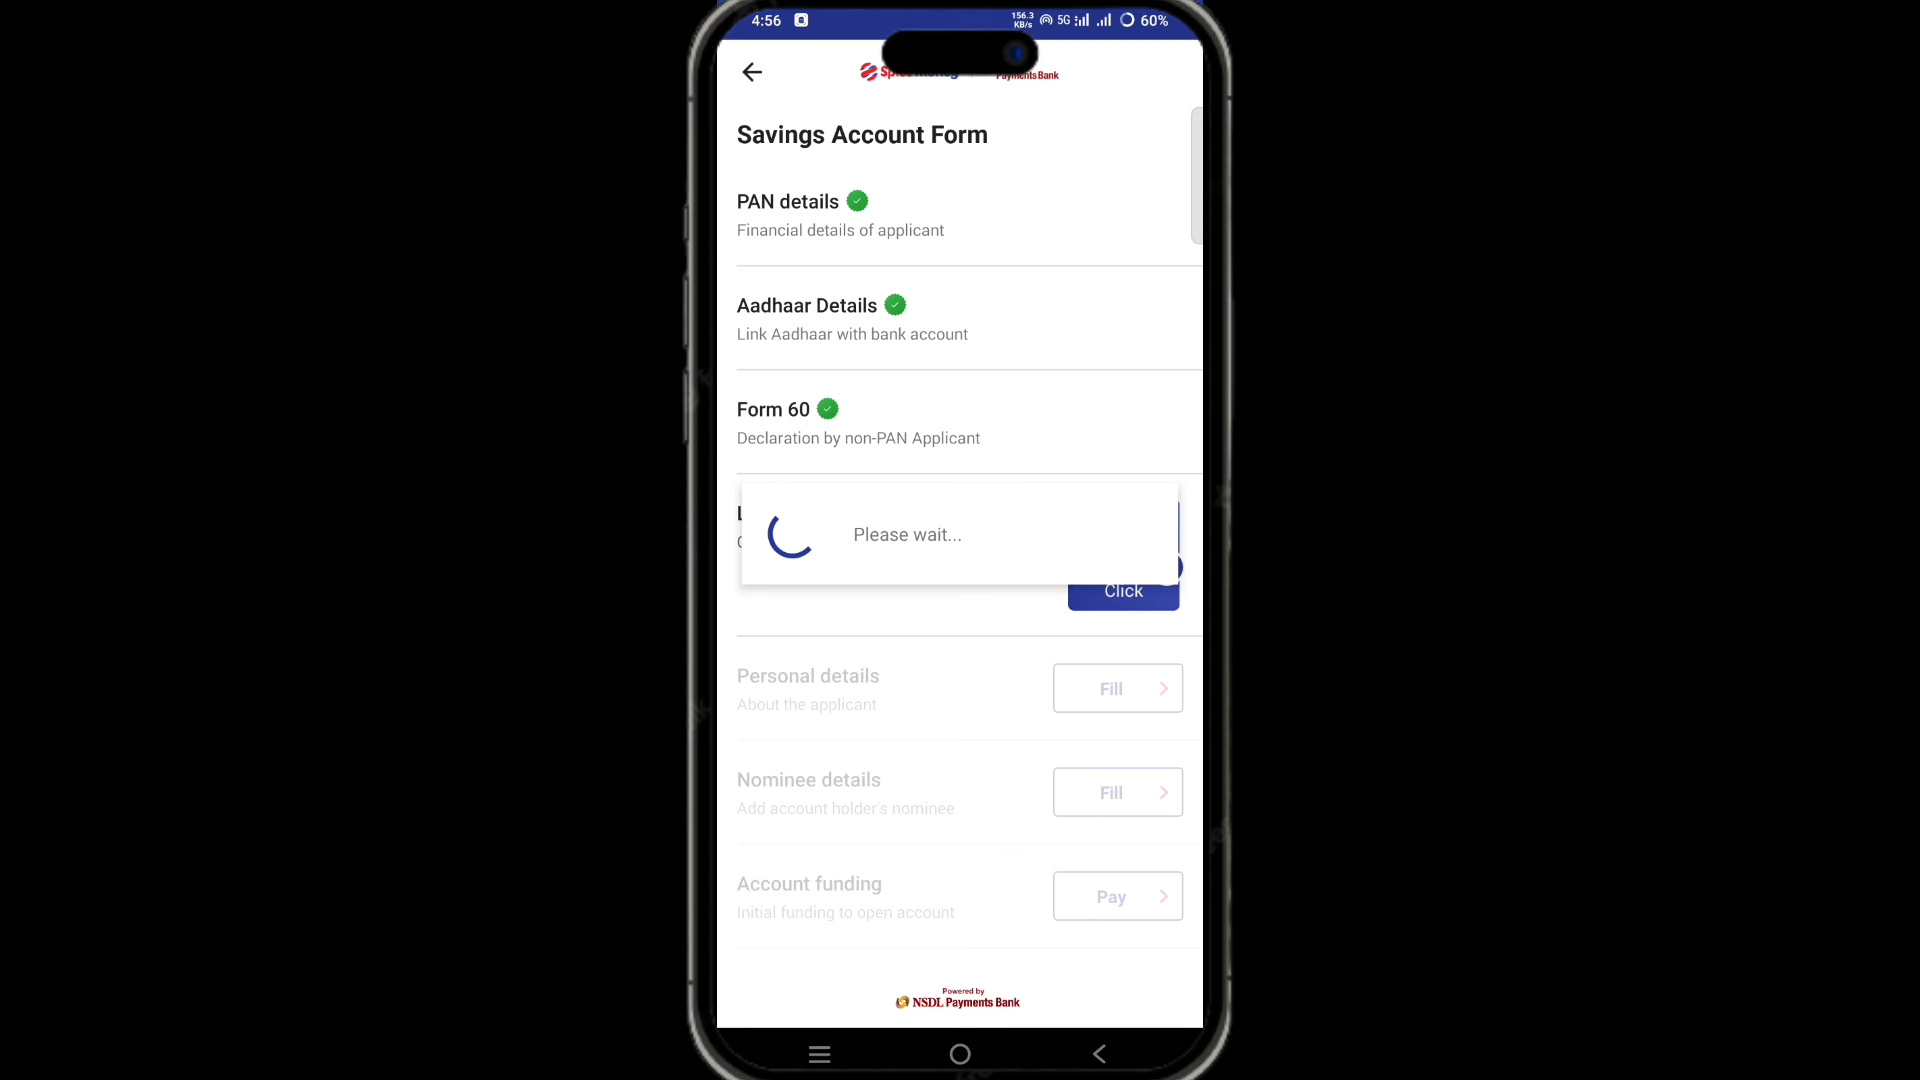 4:56 156.3 KB/s 5G 60%
Payments Bank
Savings Account Form
PAN details
Financial details of applicant
Aadhaar Details
Link Aadhaar with bank account
Form 60
Declaration by non-PAN Applicant
Please wait...
Click
Personal details
About the applicant
Fill
Nominee details
Add account holder's nominee
Fill
Account funding
Initial funding to open account
Pay
Powered by
NSDL Payments Bank